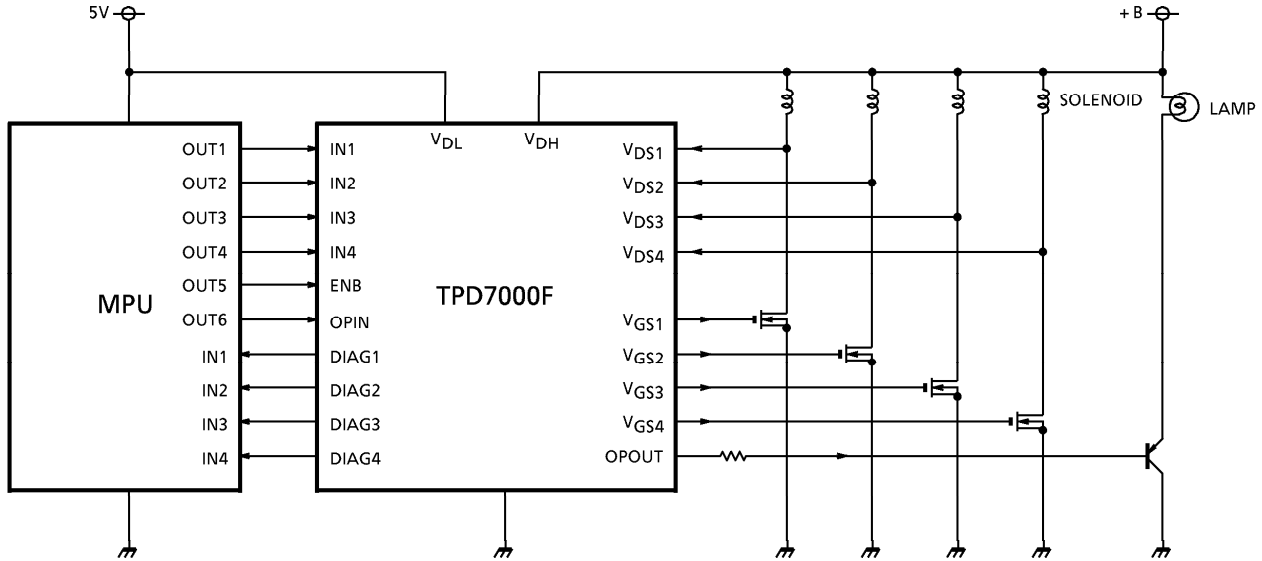 5V
+ B
SOLENOID
LAMP
VDL
VDH
OUT1
IN1
VDS1
OUT2
IN2
VDS2
OUT3
IN3
VDS3
OUT4
IN4
VDS4
OUT5
ENB
MPU
TPD7000F
OUT6
OPIN
VGS1
IN1
DIAG1
VGS2
IN2
DIAG2
VGS3
IN3
DIAG3
VGS4
IN4
DIAG4
OPOUT